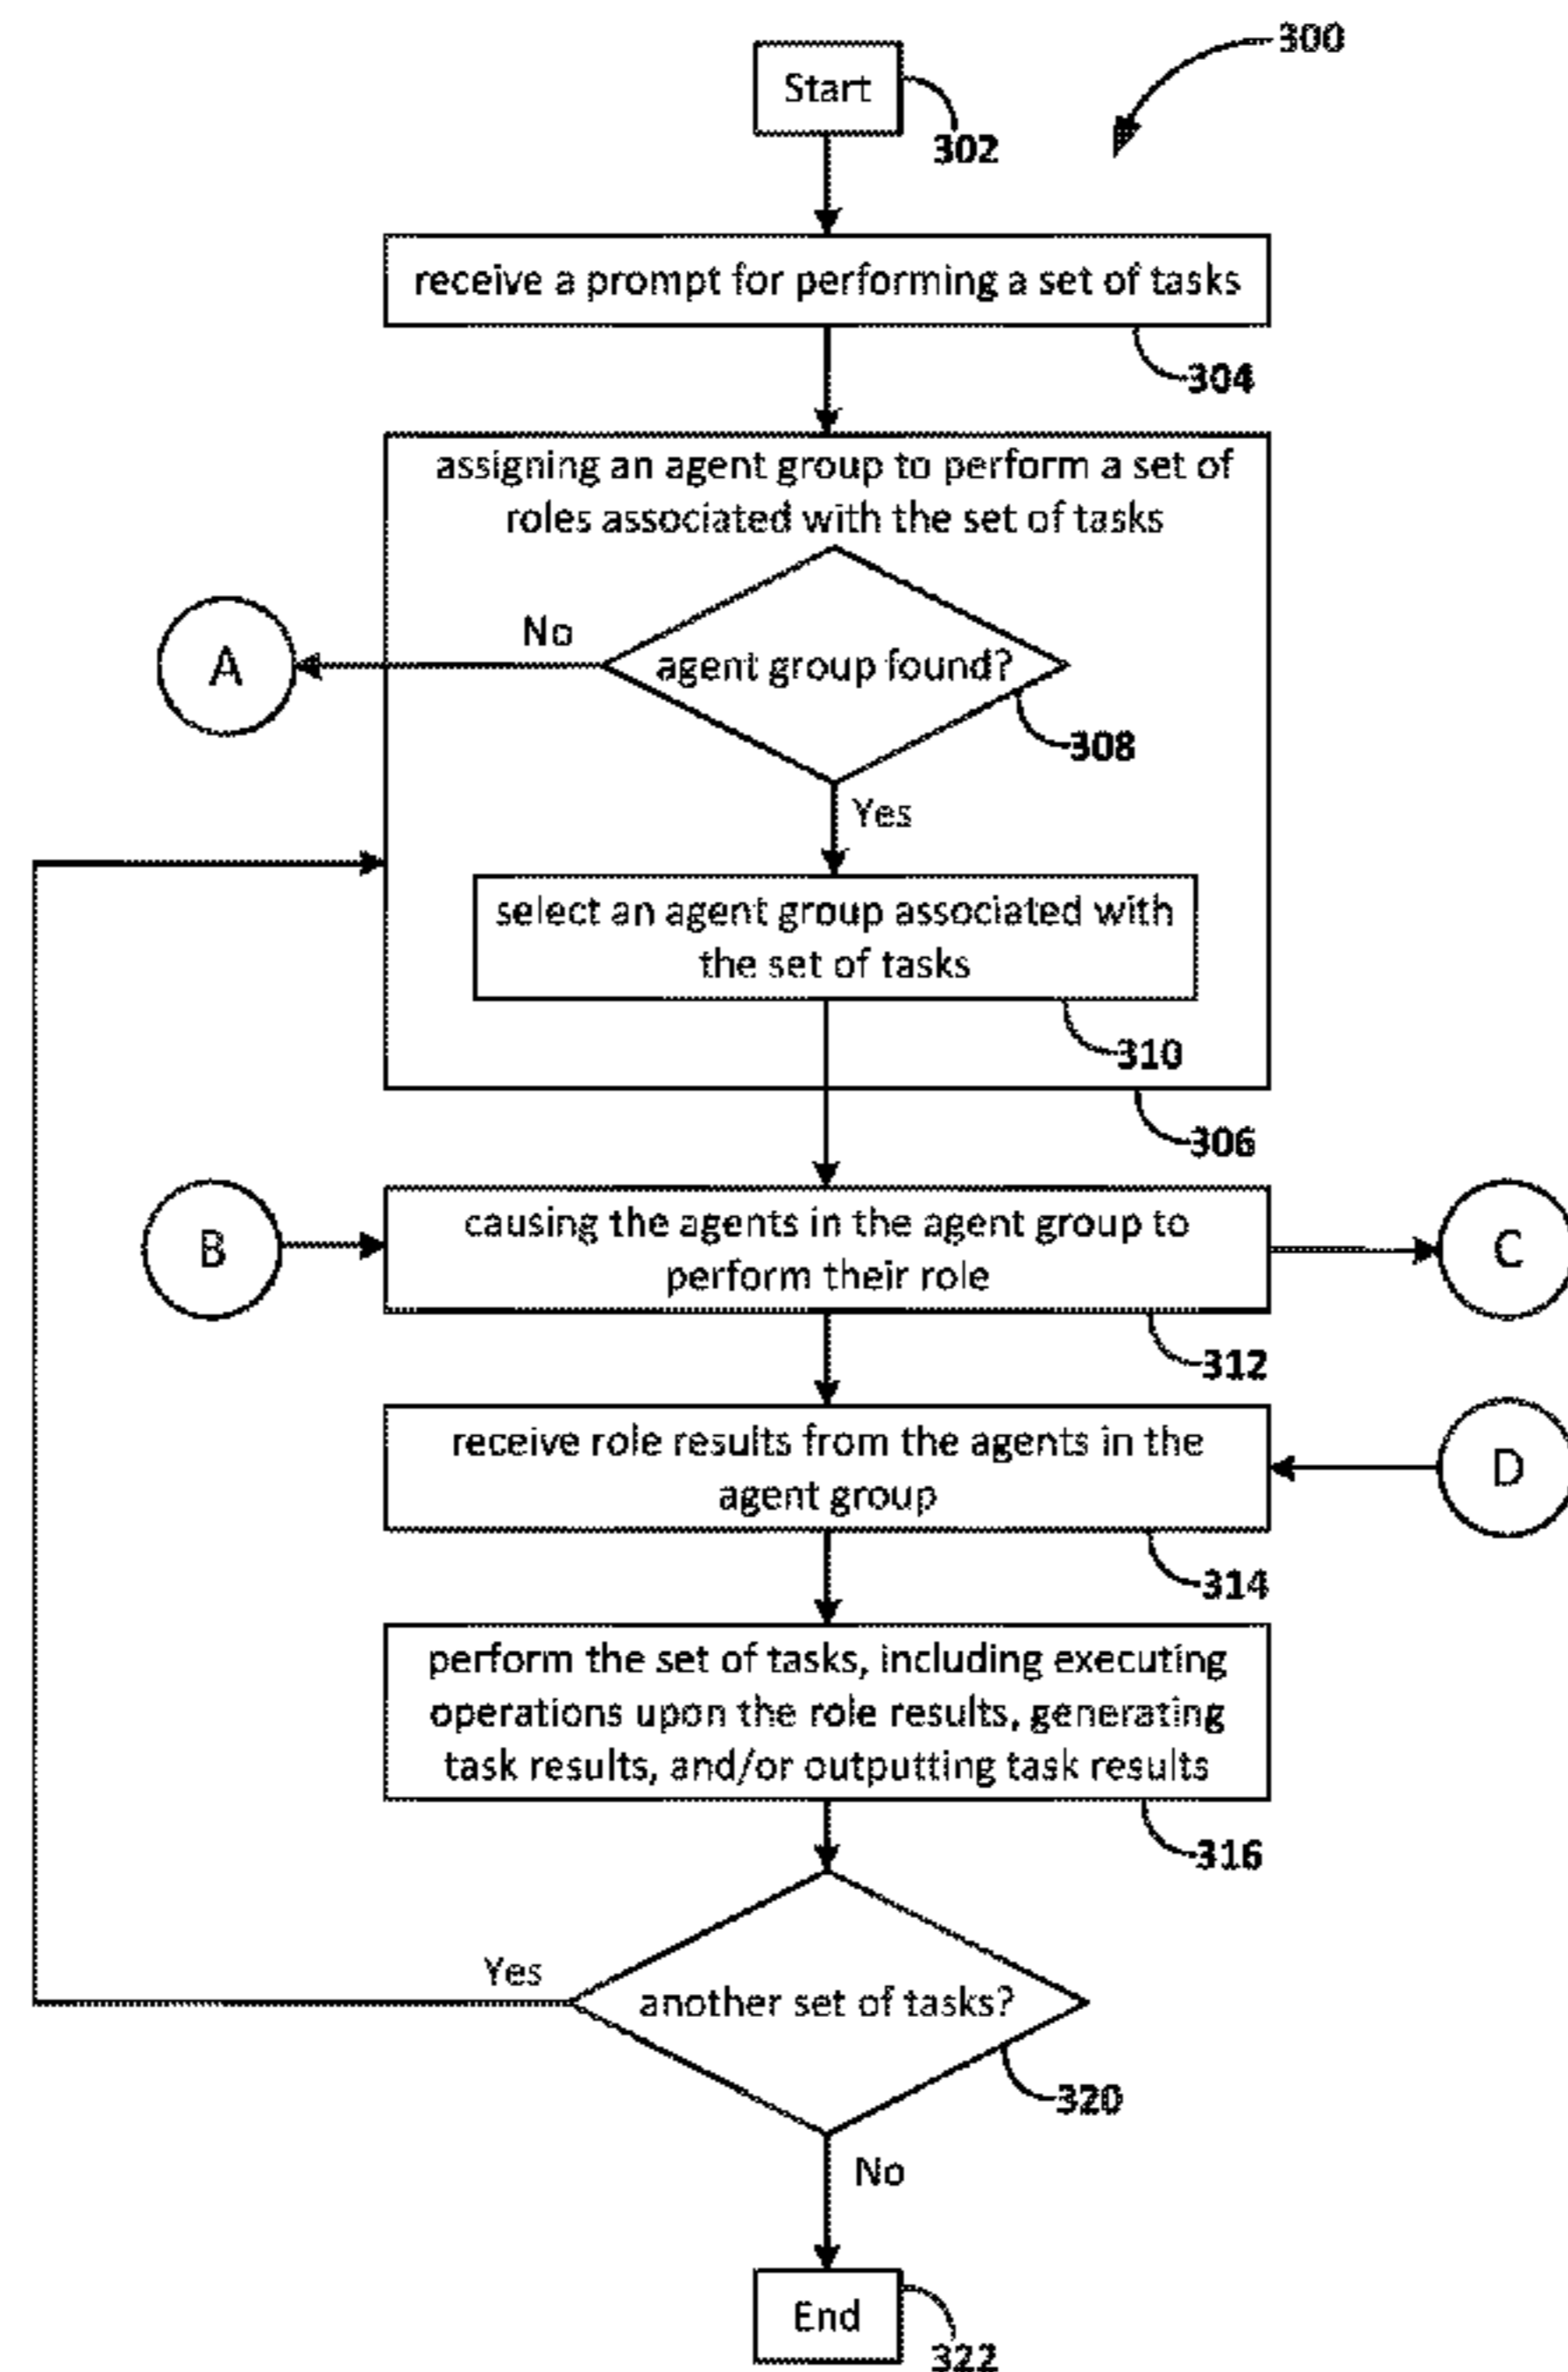 300
Start
302
receive a prompt for performing a set of tasks
304
assigning an agent group to perform a set of
roles associated with the set of tasks
No
A
agent group found?
308
Yes
select an agent group associated with
the set of tasks
310
306
B
causing the agents in the agent group to
perform their role
C
312
receive role results from the agents in the
agent group
D
314
perform the set of tasks, including executing
operations upon the role results, generating
task results, and/or outputting task results
316
Yes
another set of tasks?
320
No
End
322